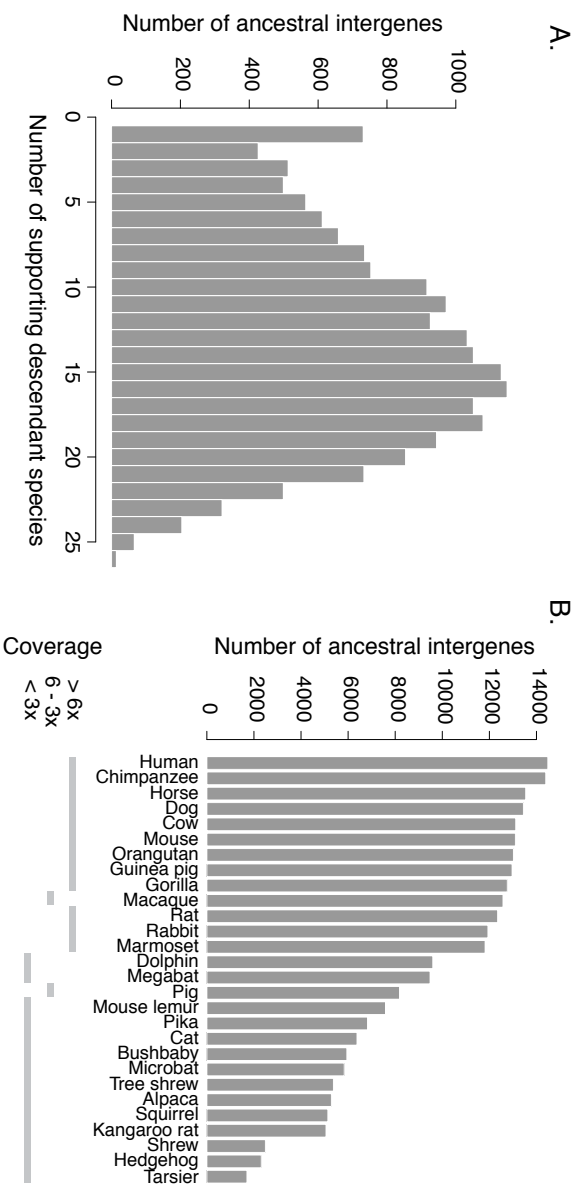 A.
Number of ancestral intergenes
0 200 400 600 800 1000
0 5 10 15 20 25
Number of supporting descendant species
B.
Number of ancestral intergenes
0 2000 4000 6000 8000 10000 12000 14000
Human
Chimpanzee
Horse
Dog
Cow
Mouse
Orangutan
Guinea pig
Gorilla
Macaque
Rat
Rabbit
Marmoset
Dolphin
Megabat
Pig
Mouse lemur
Pika
Cat
Bushbaby
Microbat
Tree shrew
Alpaca
Squirrel
Kangaroo rat
Shrew
Hedgehog
Tarsier
Coverage
> 6x
6 - 3x
< 3x